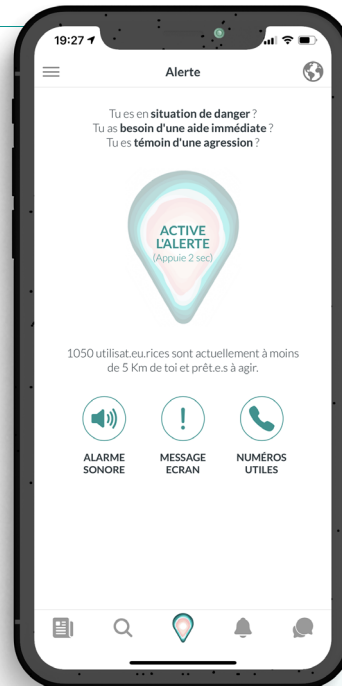 19:27
Alerte
Tu es en situation de danger ?
Tu as besoin d'une aide immédiate ?
Tu es témoin d'une agression ?
ACTIVE
L'ALERTE
(Appuie 2 sec)
1050 utilisat.eu.rices sont actuellement à moins
de 5 Km de toi et prêt.e.s à agir.
ALARME
SONORE
MESSAGE
ECRAN
NUMÉROS
UTILES